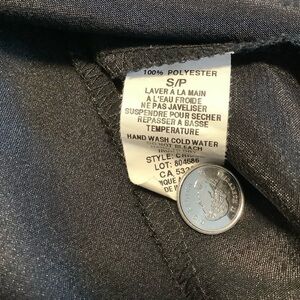 100% POLYESTER
S/P
LAVER A LA MAIN
A L'EAU FROIDE
NE PAS JAVELISER
SUSPENDRE POUR SECHER
REPASSER A BASSE
TEMPERATURE
HAND WASH COLD WATER
BLEACH
STYLE:
LOT: 804686
CA